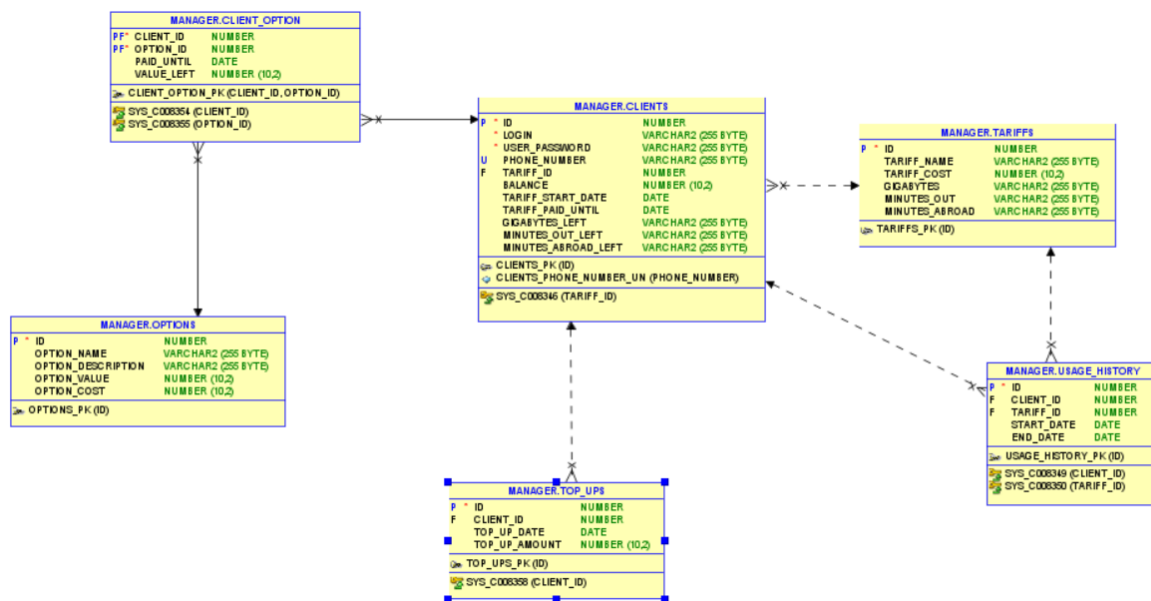 MANAGER.CLIENT_OPTION
PF* CLIENT_ID NUMBER
PF* OPTION_ID NUMBER
PAID_UNTIL DATE
VALUE_LEFT NUMBER (10,2)
CLIENT_OPTION_PK (CLIENT_ID, OPTION_ID)
SYS_C008354 (CLIENT_ID)
SYS_C008355 (OPTION_ID)
MANAGER.CLIENTS
P * ID NUMBER
* LOGIN VARCHAR2 (255 BYTE)
* USER_PASSWORD VARCHAR2 (255 BYTE)
U PHONE_NUMBER VARCHAR2 (255 BYTE)
F TARIFF_ID NUMBER
BALANCE NUMBER (10,2)
TARIFF_START_DATE DATE
TARIFF_PAID_UNTIL DATE
GIGABYTES_LEFT VARCHAR2 (255 BYTE)
MINUTES_OUT_LEFT VARCHAR2 (255 BYTE)
MINUTES_ABROAD_LEFT VARCHAR2 (255 BYTE)
CLIENTS_PK (ID)
CLIENTS_PHONE_NUMBER_UN (PHONE_NUMBER)
SYS_C008346 (TARIFF_ID)
MANAGER.TARIFFS
P * ID NUMBER
TARIFF_NAME VARCHAR2 (255 BYTE)
TARIFF_COST NUMBER (10,2)
GIGABYTES VARCHAR2 (255 BYTE)
MINUTES_OUT VARCHAR2 (255 BYTE)
MINUTES_ABROAD VARCHAR2 (255 BYTE)
TARIFFS_PK (ID)
MANAGER.OPTIONS
P * ID NUMBER
OPTION_NAME VARCHAR2 (255 BYTE)
OPTION_DESCRIPTION VARCHAR2 (255 BYTE)
OPTION_VALUE NUMBER (10,2)
OPTION_COST NUMBER (10,2)
OPTIONS_PK (ID)
MANAGER.USAGE_HISTORY
P * ID NUMBER
F CLIENT_ID NUMBER
F TARIFF_ID NUMBER
START_DATE DATE
END_DATE DATE
USAGE_HISTORY_PK (ID)
SYS_C008349 (CLIENT_ID)
SYS_C008350 (TARIFF_ID)
MANAGER.TOP_UPS
P * ID NUMBER
F CLIENT_ID NUMBER
TOP_UP_DATE DATE
TOP_UP_AMOUNT NUMBER (10,2)
TOP_UPS_PK (ID)
SYS_C008358 (CLIENT_ID)